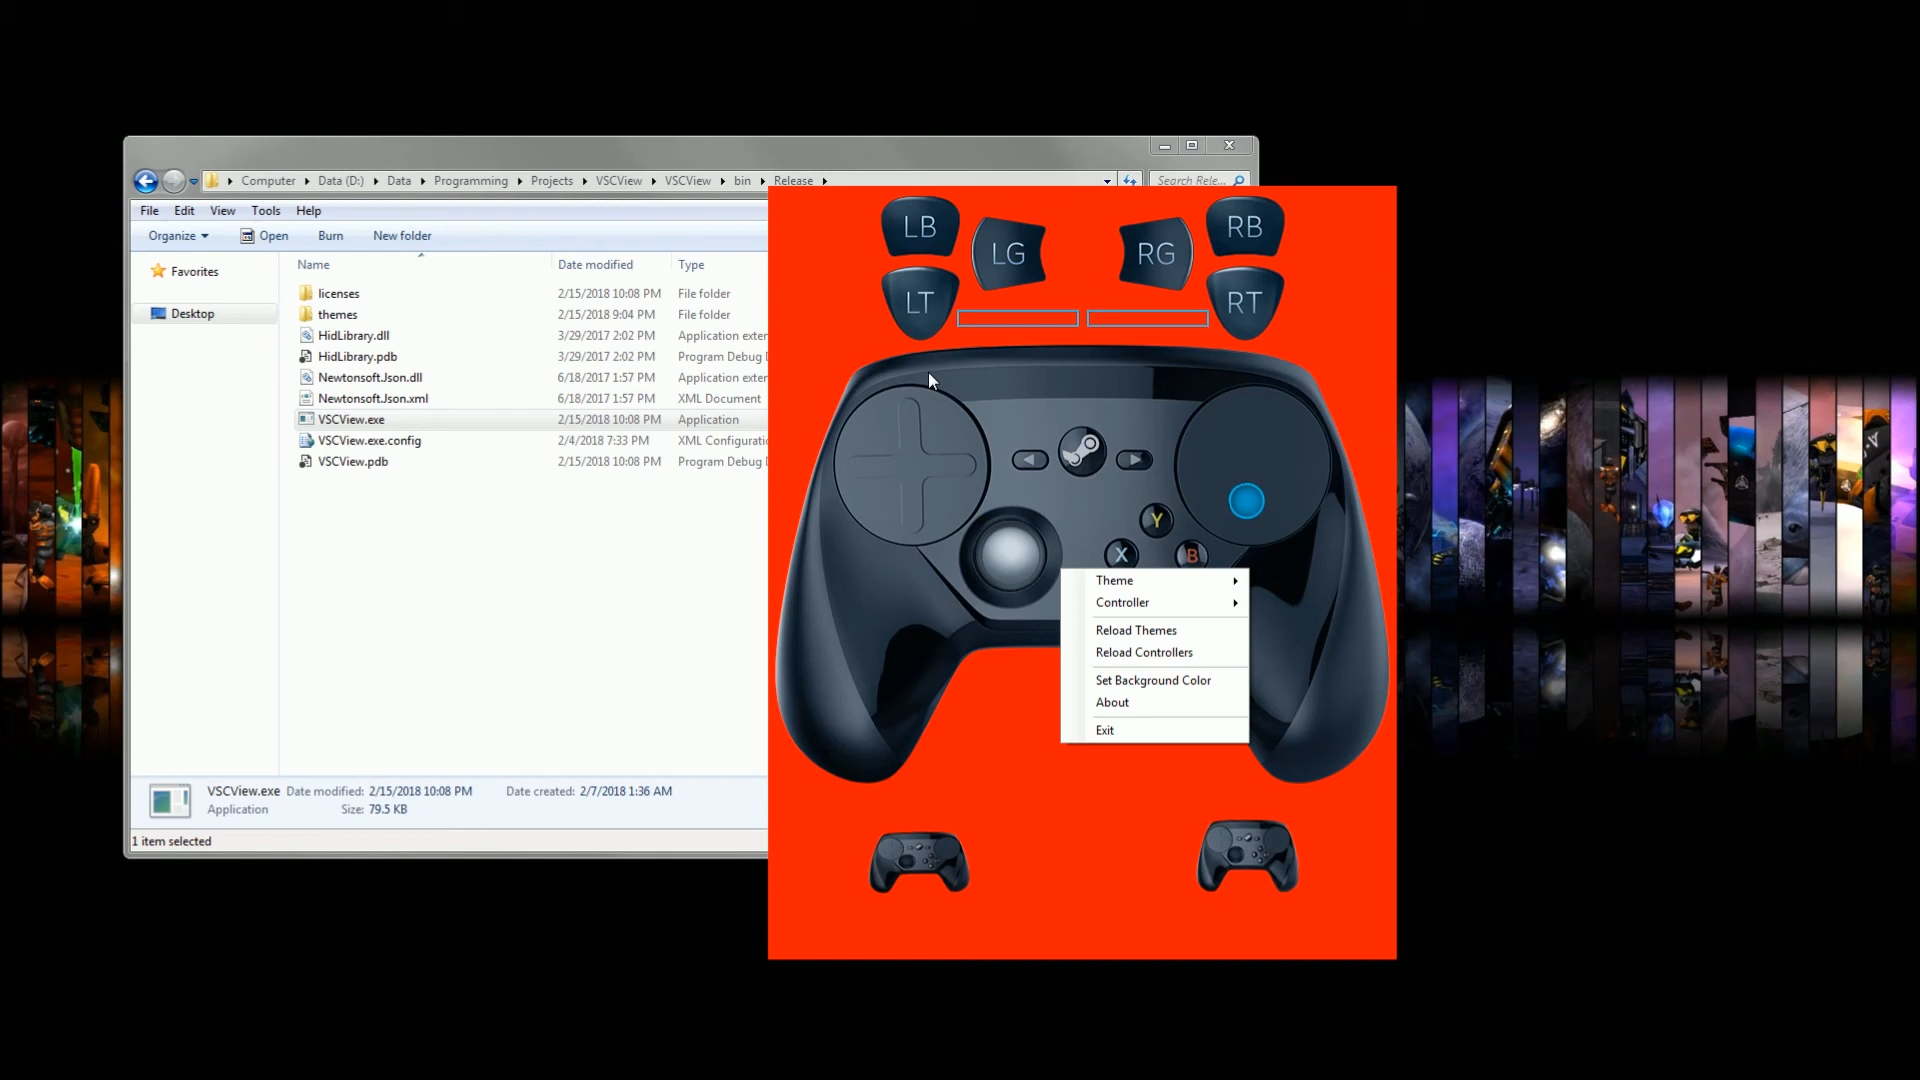 Computer Data (D:) Data Programming Projects VSCView VSCView bin Release
Search Rele...
File Edit View Tools Help
Organize Open Burn New folder
Name Date modified Type
Favorites
Desktop
licenses 2/15/2018 10:08 PM File folder
themes 2/15/2018 9:04 PM File folder
HidLibrary.dll 3/29/2017 2:02 PM Application exten
HidLibrary.pdb 3/29/2017 2:02 PM Program Debug D
Newtonsoft.Json.dll 6/18/2017 1:57 PM Application exten
Newtonsoft.Json.xml 6/18/2017 1:57 PM XML Document
VSCView.exe 2/15/2018 10:08 PM Application
VSCView.exe.config 2/4/2018 7:33 PM XML Configuratio
VSCView.pdb 2/15/2018 10:08 PM Program Debug D
VSCView.exe Date modified: 2/15/2018 10:08 PM Date created: 2/7/2018 1:36 AM
Application Size: 79.5 KB
1 item selected
LB RB
LG RG
LT RT
Y
X B
Theme
Controller
Reload Themes
Reload Controllers
Set Background Color
About
Exit